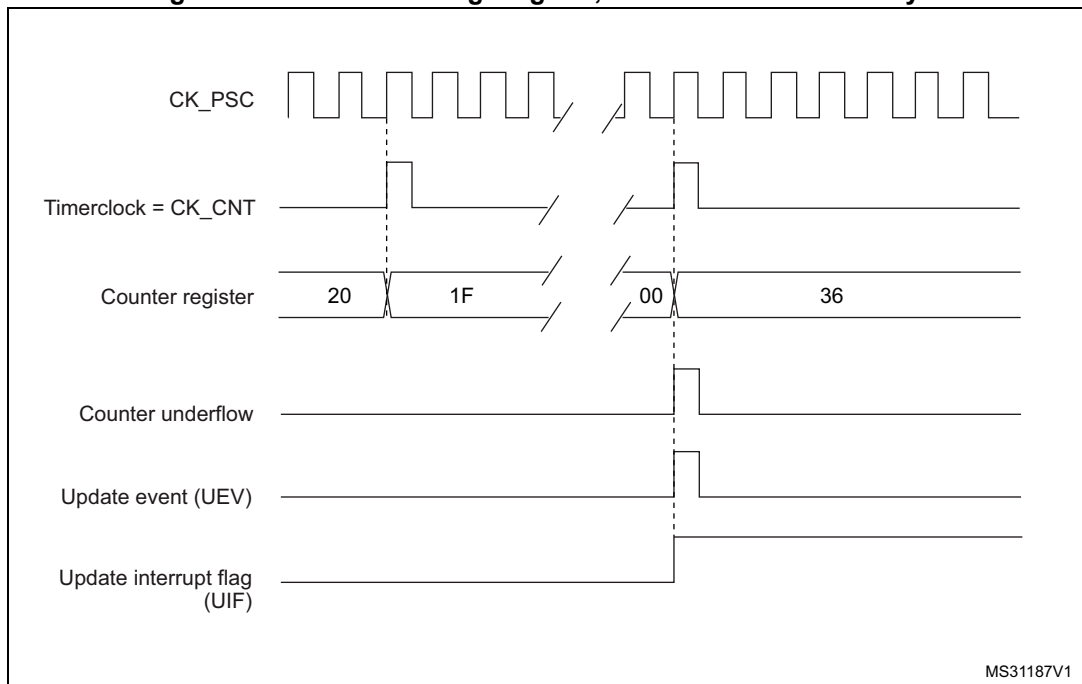 CK_PSC
Timerclock = CK_CNT
Counter register
20
1F
00
36
Counter underflow
Update event (UEV)
Update interrupt flag
(UIF)
MS31187V1